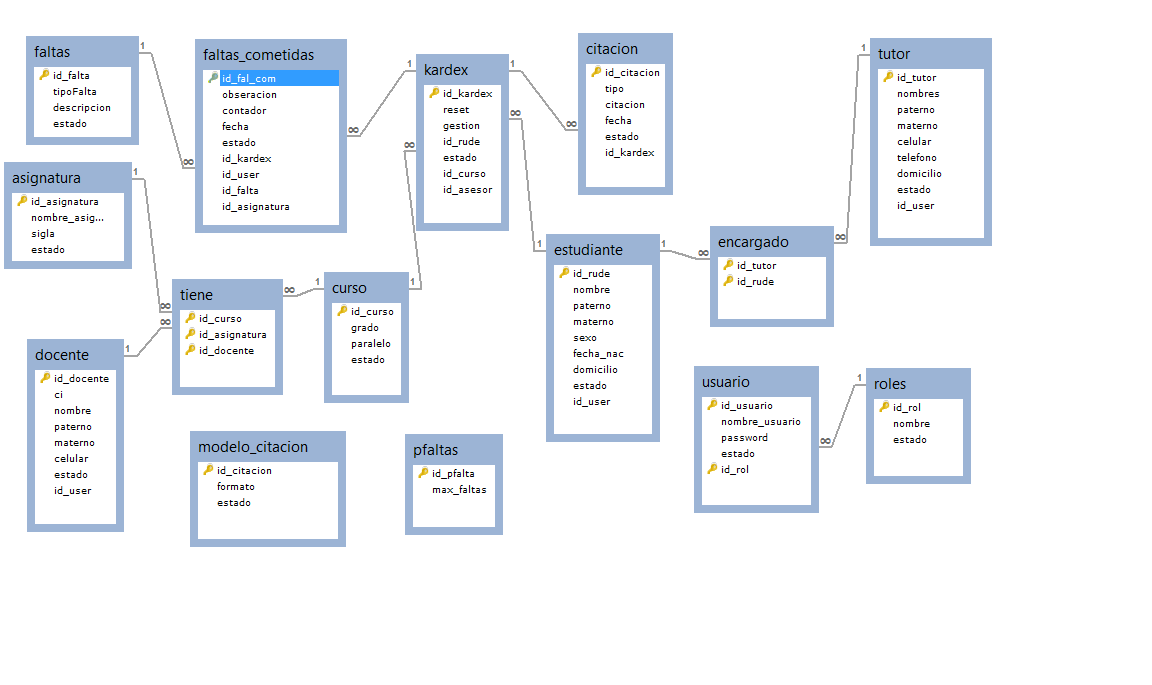 faltas
id_falta
tipoFalta
descripcion
estado
1
∞
faltas_cometidas
id_fal_com
obseracion
contador
fecha
estado
id_kardex
id_user
id_falta
id_asignatura
∞
1
kardex
id_kardex
reset
gestion
id_rude
estado
id_curso
id_asesor
1
∞
∞
citacion
id_citacion
tipo
citacion
fecha
estado
id_kardex
∞
1
tutor
id_tutor
nombres
paterno
materno
celular
telefono
domicilio
estado
id_user
∞
asignatura
id_asignatura
nombre_asig...
sigla
estado
1
∞
∞
tiene
id_curso
id_asignatura
id_docente
∞
1
curso
id_curso
grado
paralelo
estado
1
1
estudiante
id_rude
nombre
paterno
materno
sexo
fecha_nac
domicilio
estado
id_user
1
∞
encargado
id_tutor
id_rude
docente
id_docente
ci
nombre
paterno
materno
celular
estado
id_user
1
modelo_citacion
id_citacion
formato
estado
pfaltas
id_pfalta
max_faltas
usuario
id_usuario
nombre_usuario
password
estado
id_rol
∞
1
roles
id_rol
nombre
estado